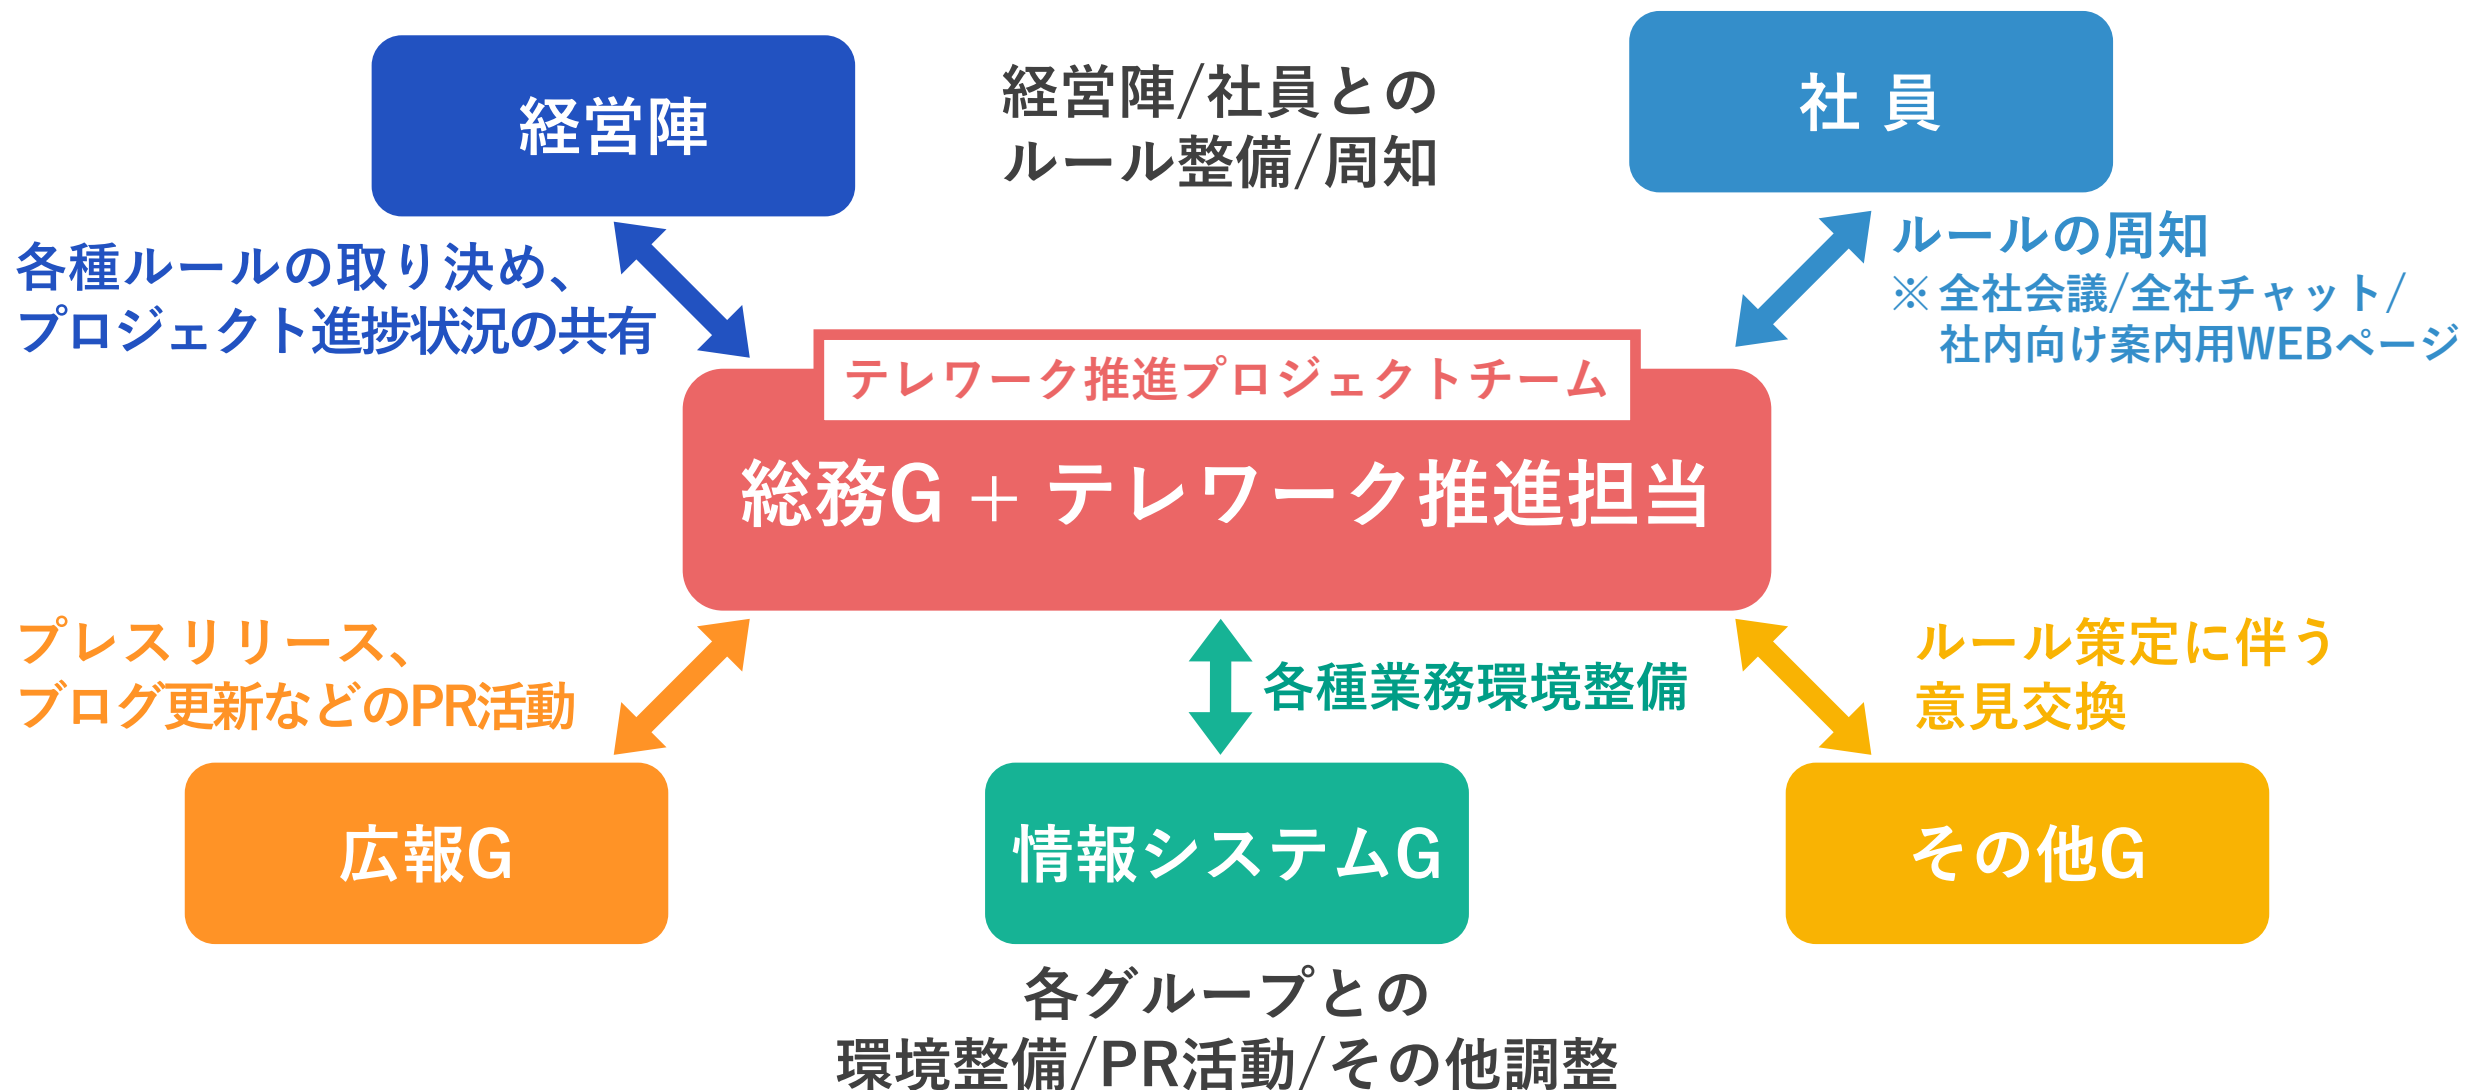 経営陣
経営陣/社員との
ルール整備/周知
社 員
各種ルールの取り決め、
プロジェクト進捗状況の共有
ルールの周知
※全社会議/全社チャット/
社内向け案内用WEBページ
テレワーク推進プロジェクトチーム
総務G + テレワーク推進担当
プレスリリース、
ブログ更新などのPR活動
各種業務環境整備
ルール策定に伴う
意見交換
広報G
情報システムG
その他G
各グループとの
環境整備/PR活動/その他調整